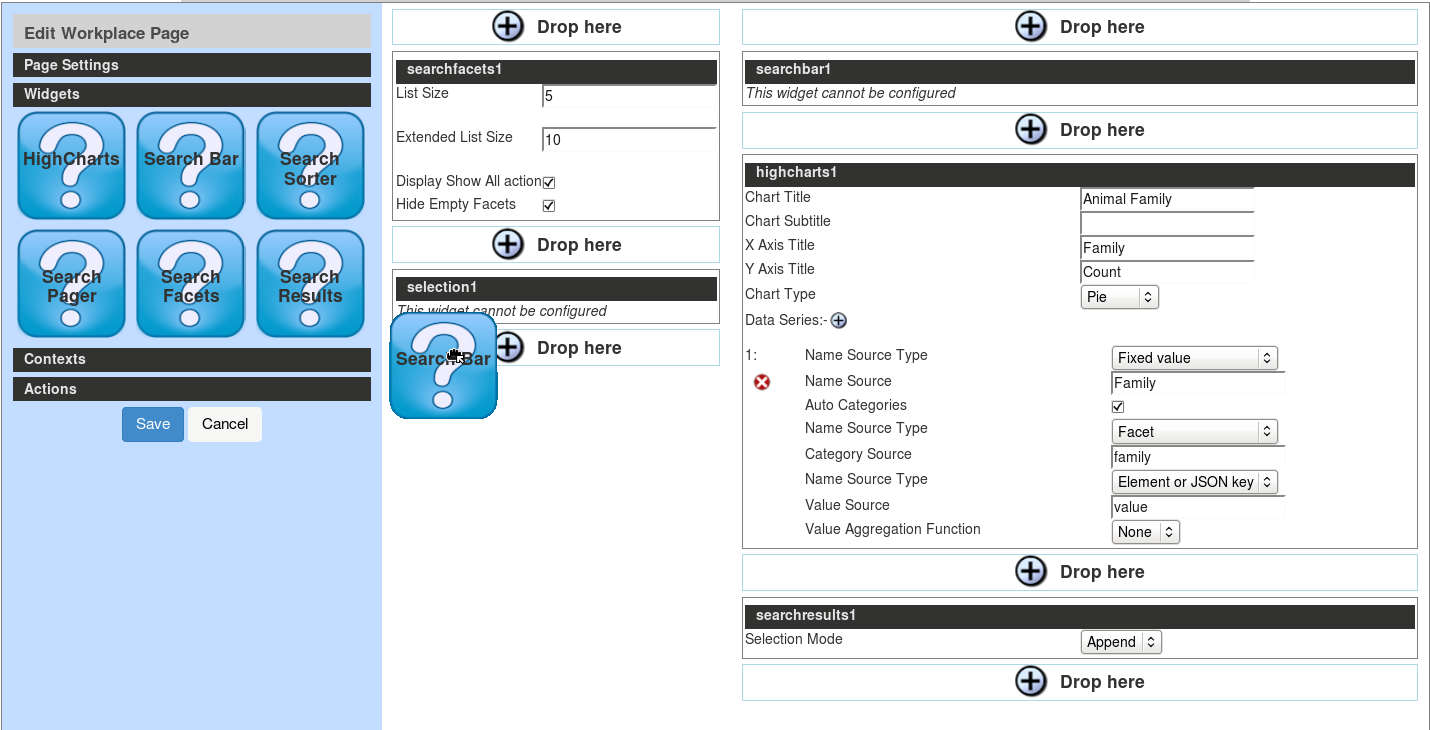 Edit Workplace Page
Page Settings
Widgets
HighCharts
Search Bar
Search
Sorter
Search
Pager
Search
Facets
Search
Results
Contexts
Actions
Save
Cancel
Drop here
searchfacets1
List Size
5
Extended List Size
10
Display Show All action
Hide Empty Facets
Drop here
selection1
This widget cannot be configured
Drop here
Search Bar
Drop here
searchbar1
This widget cannot be configured
Drop here
highcharts1
Chart Title
Animal Family
Chart Subtitle
X Axis Title
Family
Y Axis Title
Count
Chart Type
Pie
Data Series:-
1:
Name Source Type
Fixed value
Name Source
Family
Auto Categories
Name Source Type
Facet
Category Source
family
Name Source Type
Element or JSON key
Value Source
value
Value Aggregation Function
None
Drop here
searchresults1
Selection Mode
Append
Drop here